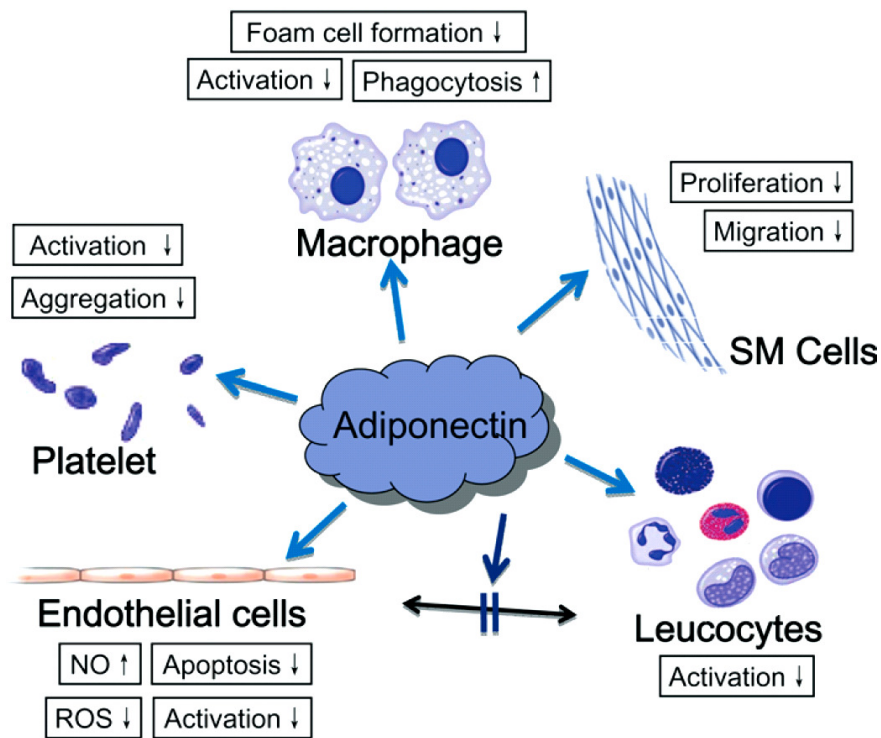 Foam cell formation ↓
Activation ↓ Phagocytosis ↑
Macrophage
Proliferation ↓
Migration ↓
SM Cells
Activation ↓
Aggregation ↓
Platelet
Adiponectin
Endothelial cells
NO ↑ Apoptosis ↓
ROS ↓ Activation ↓
Leucocytes
Activation ↓